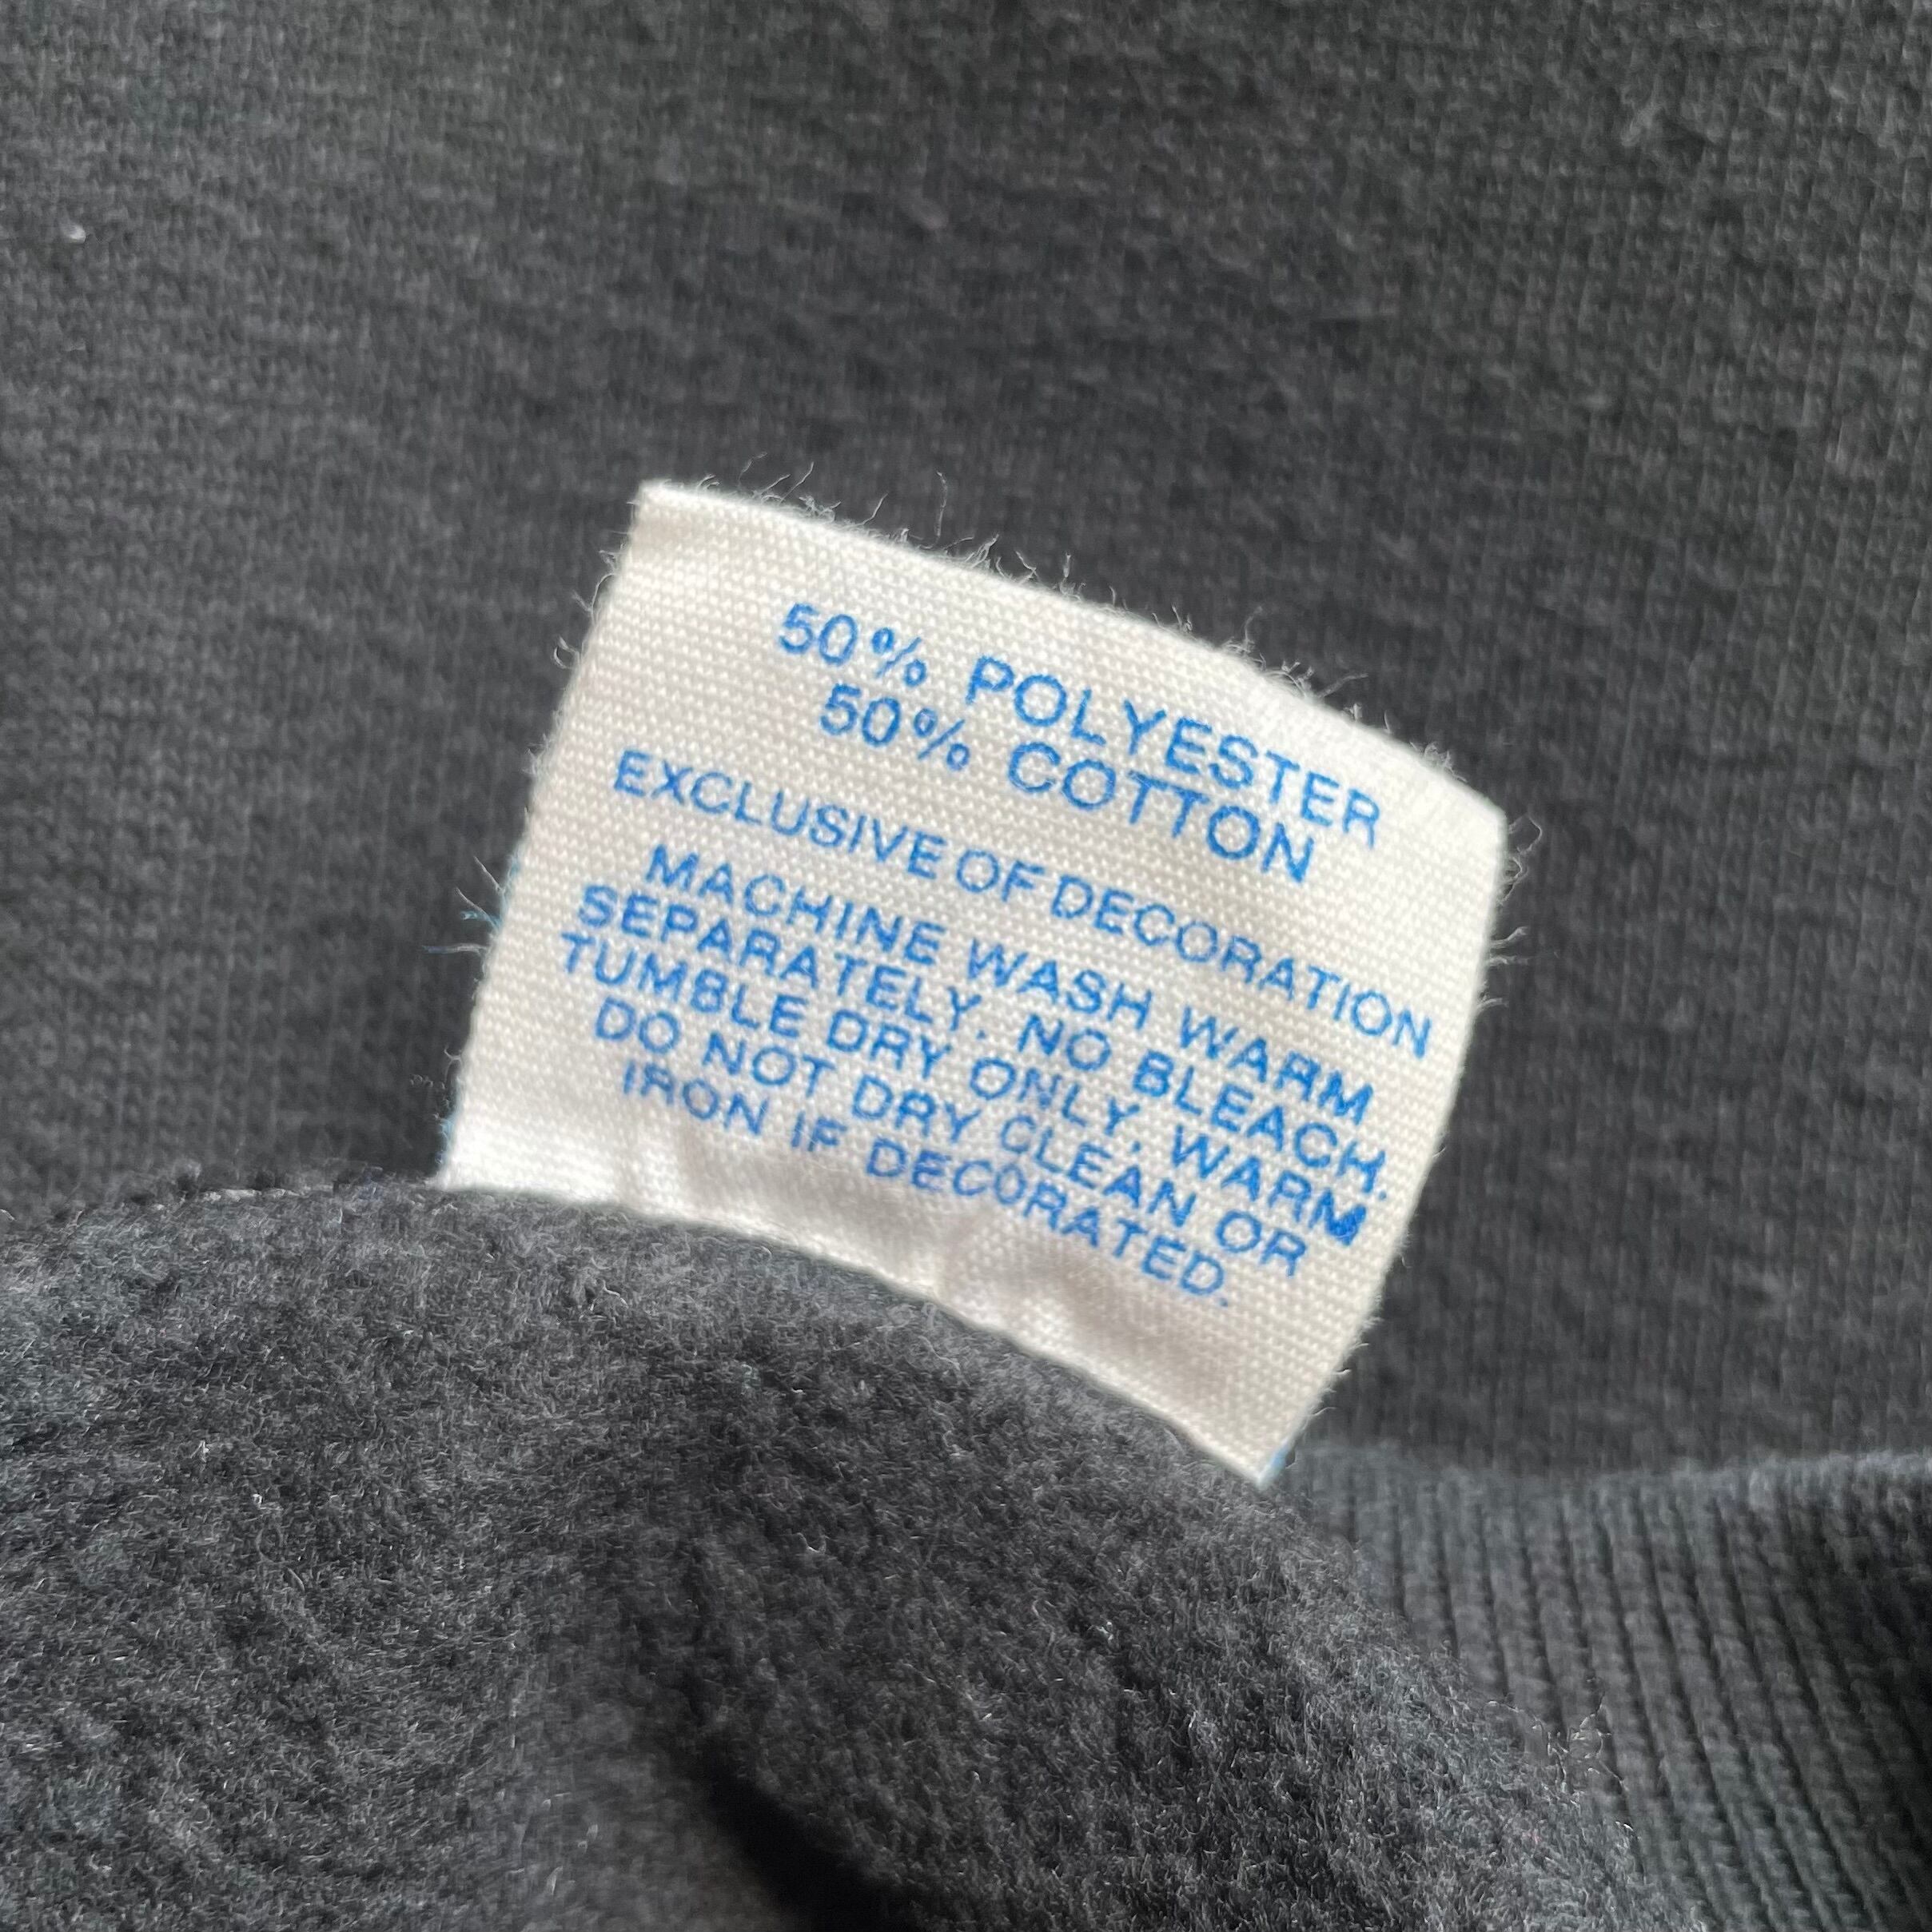 50% POLYESTER
50% COTTON
EXCLUSIVE OF DECORATION
MACHINE WASH WARM
SEPARATELY. NO BLEACH.
TUMBLE DRY ONLY, WARM
DO NOT DRY CLEAN OR
IRON IF DECORATED.